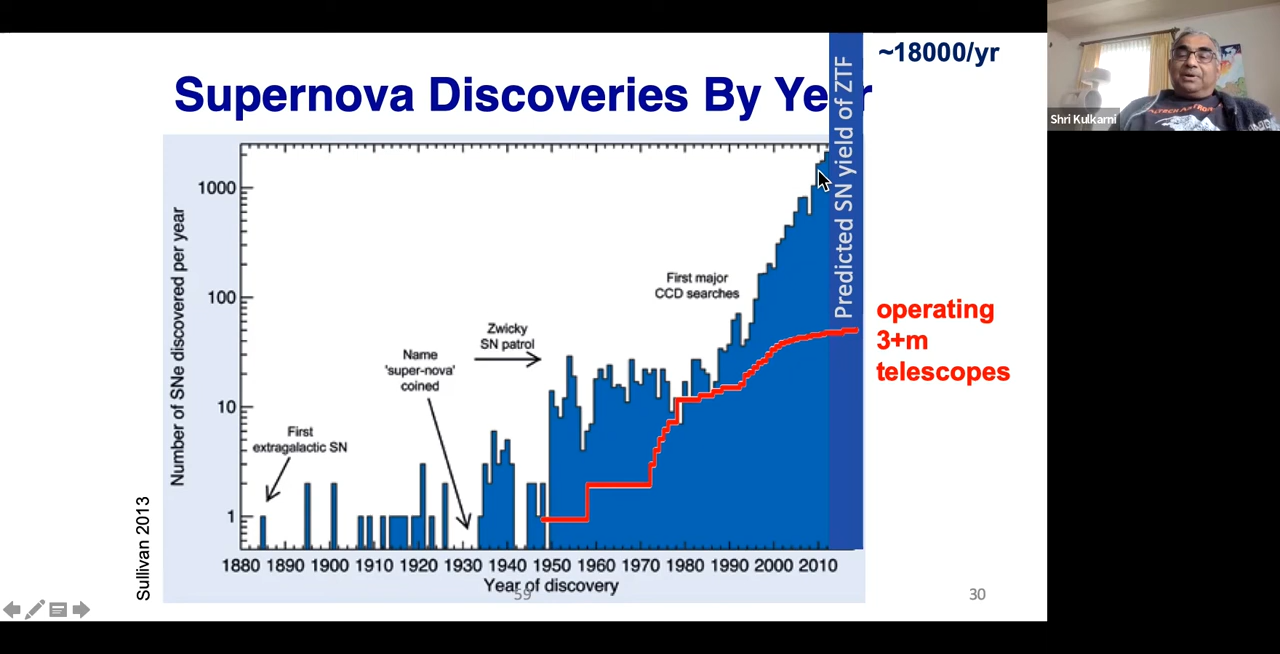 ~18000/yr
Supernova Discoveries By Year
Predicted SN yield of ZTF
Shri Kulkarni
Number of SNe discovered per year
1000
100
10
1
First major
CCD searches
Zwicky
SN patrol
Name
'super-nova'
coined
First
extragalactic SN
operating
3+m
telescopes
Sullivan 2013
1880 1890 1900 1910 1920 1930 1940 1950 1960 1970 1980 1990 2000 2010
Year of discovery
59
30